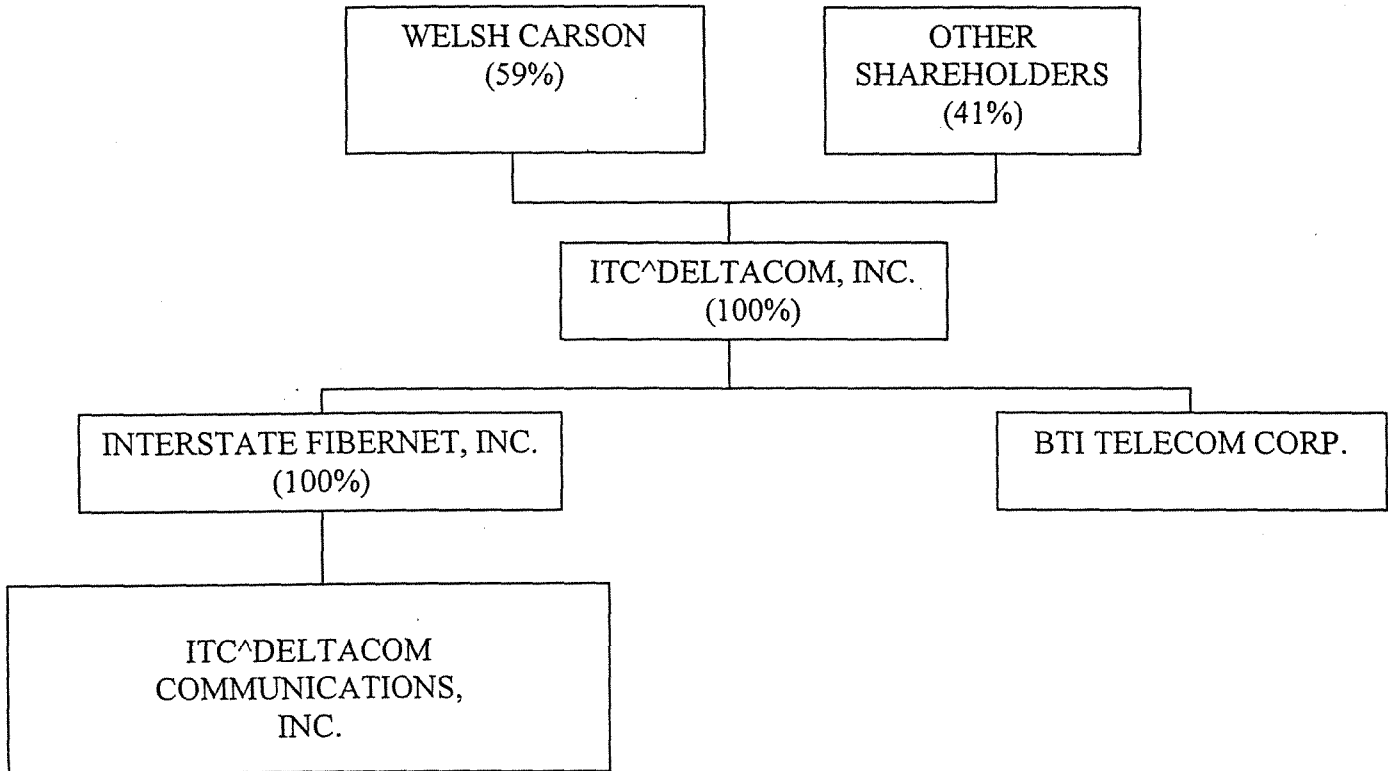 WELSH CARSON
(59%)
OTHER
SHAREHOLDERS
(41%)
ITC^DELTACOM, INC.
(100%)
INTERSTATE FIBERNET, INC.
(100%)
BTI TELECOM CORP.
ITC^DELTACOM
COMMUNICATIONS,
INC.